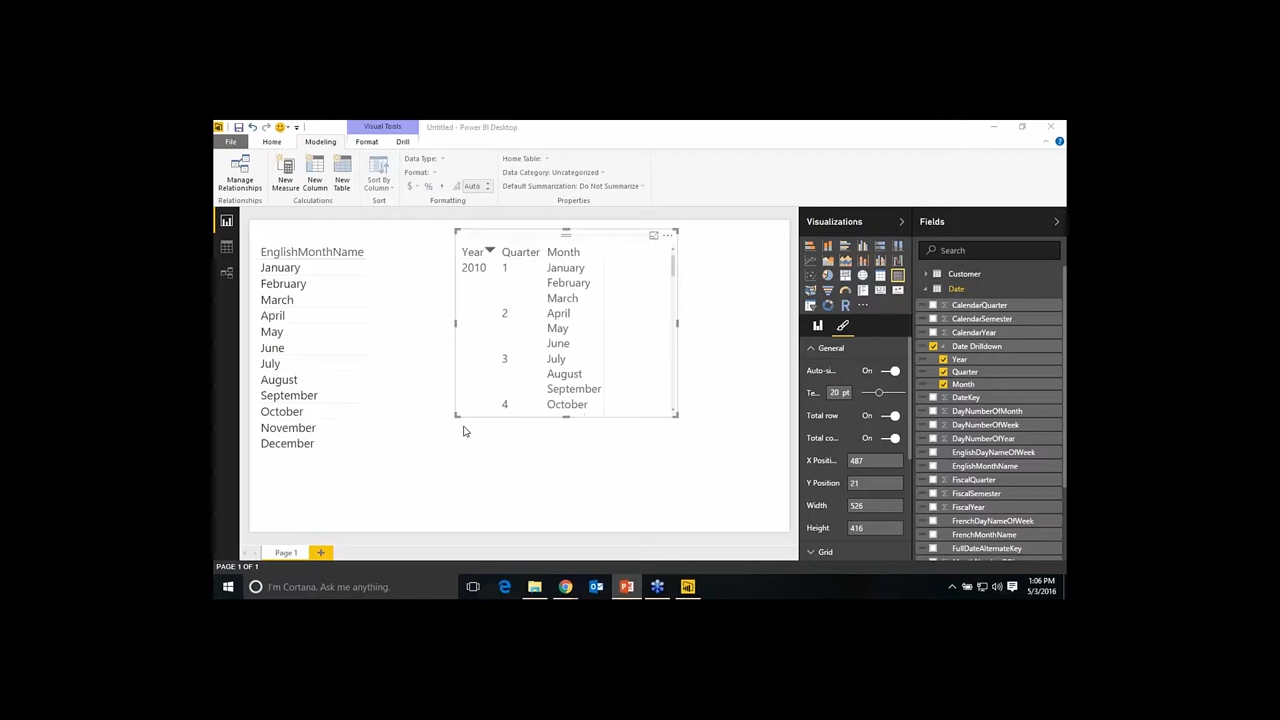 Visual Tools
Untitled - Power BI Desktop
File
Home
Modeling
Format
Drill
Manage
Relationships
Relationships
New
Measure
New
Column
New
Table
Calculations
Sort By
Column
Sort
Data Type:
Format:
$ % , Auto
Formatting
Home Table:
Data Category: Uncategorized
Default Summarization: Do Not Summarize
Properties
EnglishMonthName
January
February
March
April
May
June
July
August
September
October
November
December
Year Quarter Month
2010 1 January
February
March
2 April
May
June
3 July
August
September
4 October
Visualizations
R
General
Auto-si... On
Te... 20 pt
Total row On
Total co... On
X Positi... 487
Y Position 21
Width 526
Height 416
Grid
Fields
Search
Customer
Date
CalendarQuarter
CalendarSemester
CalendarYear
Date Drilldown
Year
Quarter
Month
DateKey
DayNumberOfMonth
DayNumberOfWeek
DayNumberOfYear
EnglishDayNameOfWeek
EnglishMonthName
FiscalQuarter
FiscalSemester
FiscalYear
FrenchDayNameOfWeek
FrenchMonthName
FullDateAlternateKey
Page 1
PAGE 1 OF 1
I'm Cortana. Ask me anything.
1:06 PM
5/3/2016